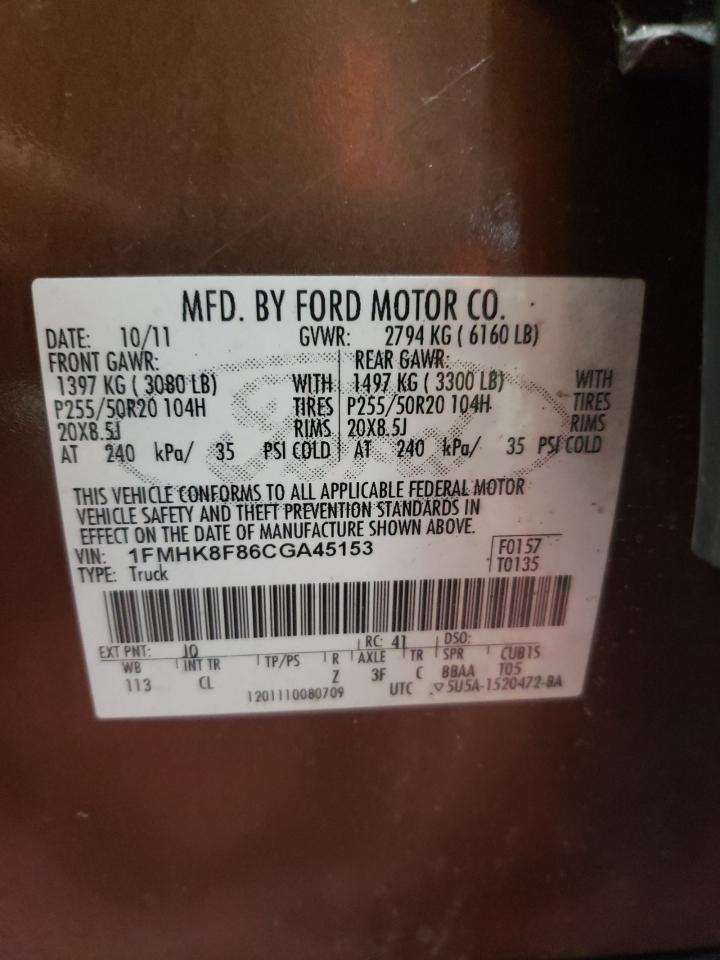 MFD. BY FORD MOTOR CO.
DATE: 10/11 GVWR: 2794 KG ( 6160 LB)
FRONT GAWR: REAR GAWR:
1397 KG ( 3080 LB) WITH 1497 KG ( 3300 LB) WITH
P255/50R20 104H TIRES P255/50R20 104H TIRES
20X8.5J RIMS 20X8.5J RIMS
AT 240 kPa/ 35 PSI COLD AT 240 kPa/ 35 PSI COLD
THIS VEHICLE CONFORMS TO ALL APPLICABLE FEDERAL MOTOR
VEHICLE SAFETY AND THEFT PREVENTION STANDARDS IN
EFFECT ON THE DATE OF MANUFACTURE SHOWN ABOVE.
VIN: 1FMHK8F86CGA45153 F0157
TYPE: Truck T0135
EXT PNT: JQ RC: 41 DSO:
WB INT TR TP/PS R AXLE TR SPR CUB1S
113 CL Z 3F C BBAA T05
1201110080709 UTC ▽5U5A-1520472-BA